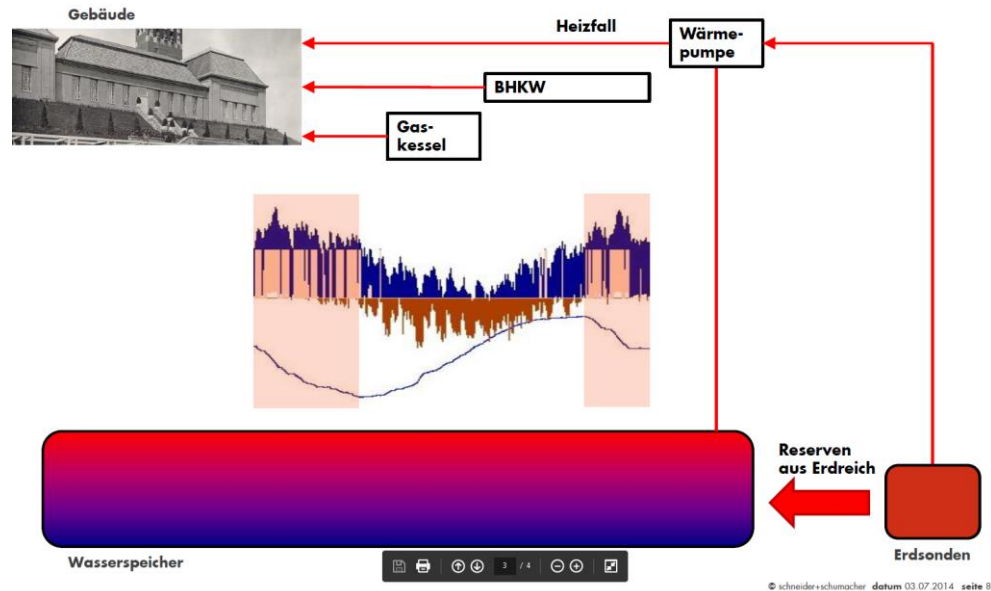 Gebäude
Heizfall
Wärme-
pumpe
BHKW
Gas-
kessel
Reserven
aus Erdreich
Wasserspeicher
Erdsonden
3 / 4
© schneider+schumacher datum 03.07.2014 seite 8